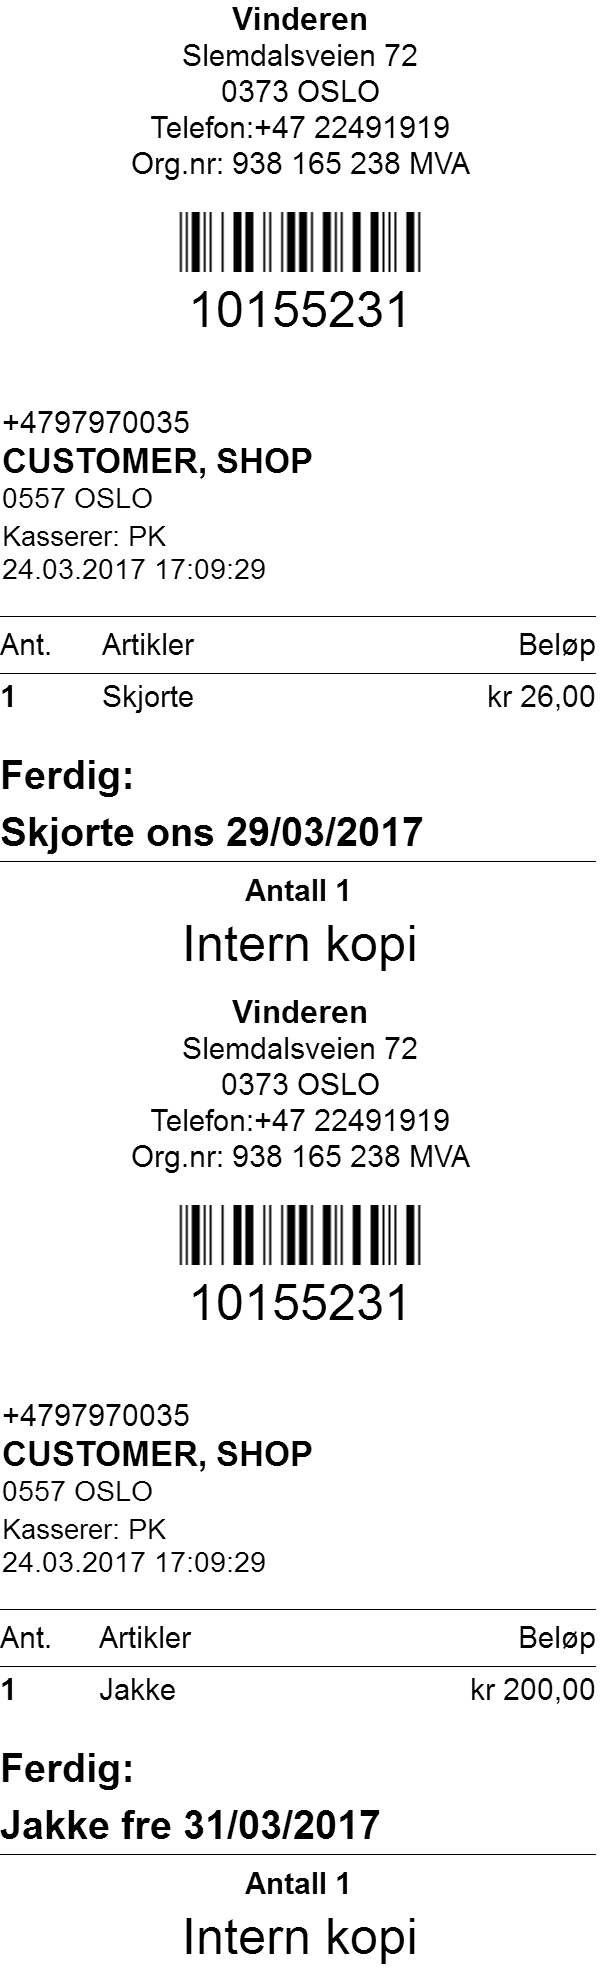 Vinderen
Slemdalsveien 72
0373 OSLO
Telefon:+47 22491919
Org.nr: 938 165 238 MVA
10155231
+4797970035
CUSTOMER, SHOP
0557 OSLO
Kasserer: PK
24.03.2017 17:09:29
Ant. Artikler Beløp
1 Skjorte kr 26,00
Ferdig:
Skjorte ons 29/03/2017
Antall 1
Intern kopi
Vinderen
Slemdalsveien 72
0373 OSLO
Telefon:+47 22491919
Org.nr: 938 165 238 MVA
10155231
+4797970035
CUSTOMER, SHOP
0557 OSLO
Kasserer: PK
24.03.2017 17:09:29
Ant. Artikler Beløp
1 Jakke kr 200,00
Ferdig:
Jakke fre 31/03/2017
Antall 1
Intern kopi